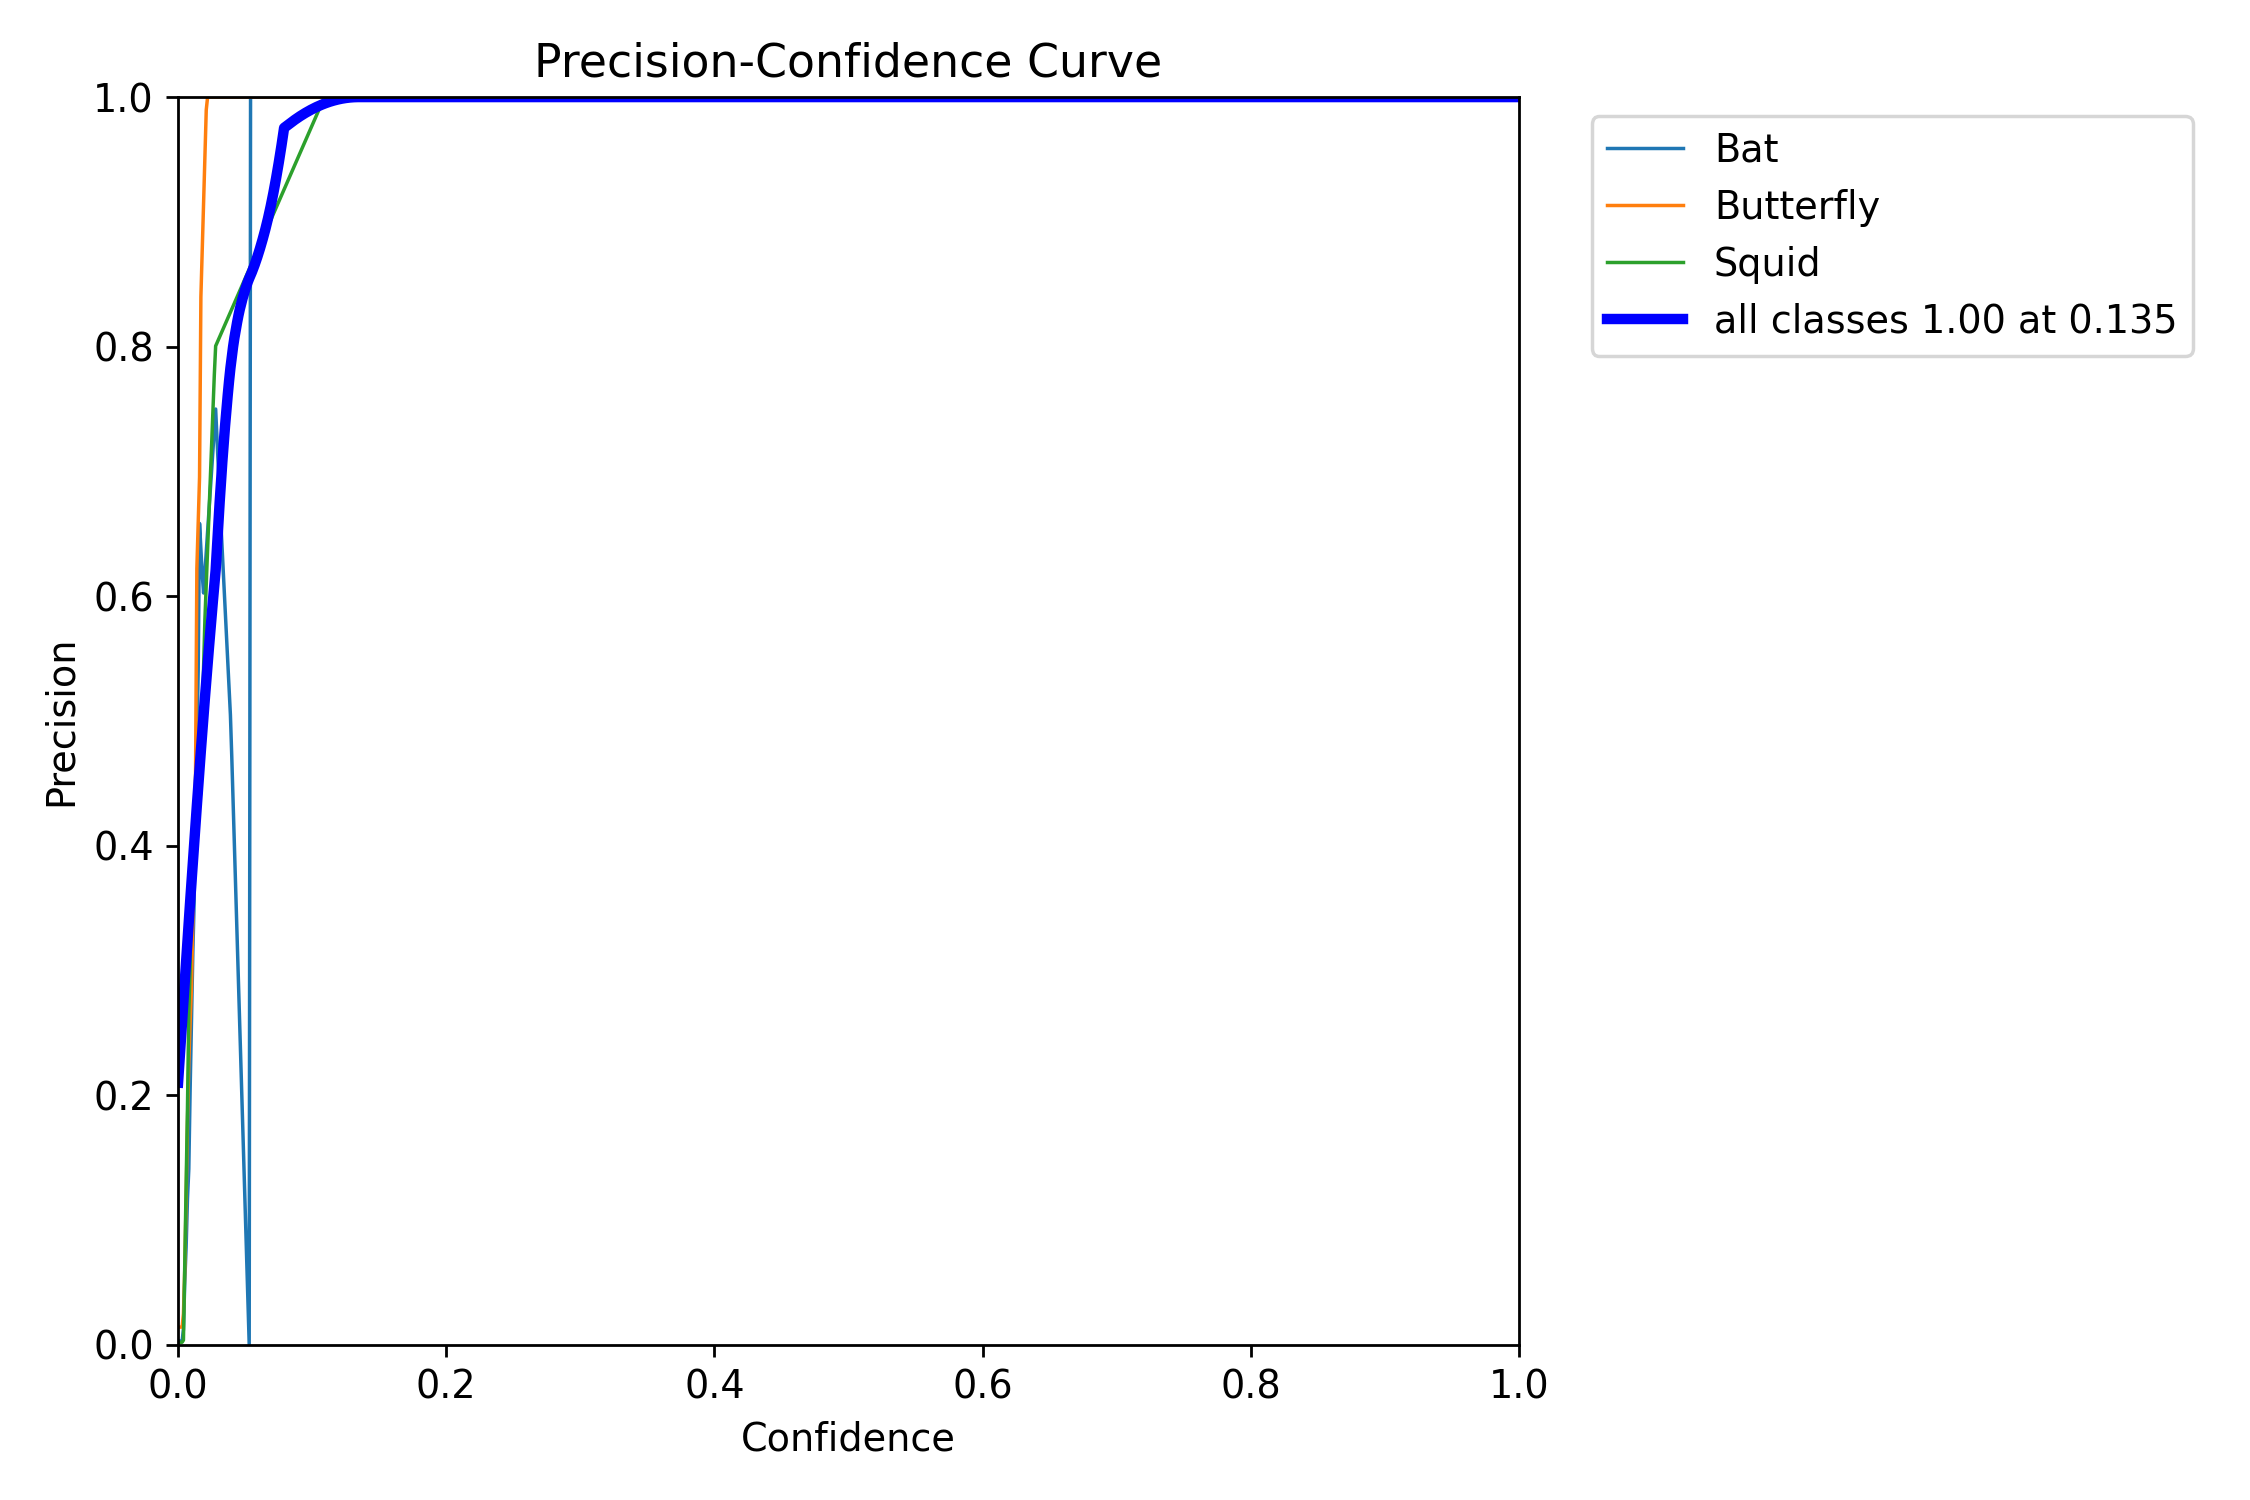 Precision-Confidence Curve
1.0
0.8
0.6
0.4
0.2
0.0
Precision
0.0 0.2 0.4 0.6 0.8 1.0
Confidence
Bat
Butterfly
Squid
all classes 1.00 at 0.135